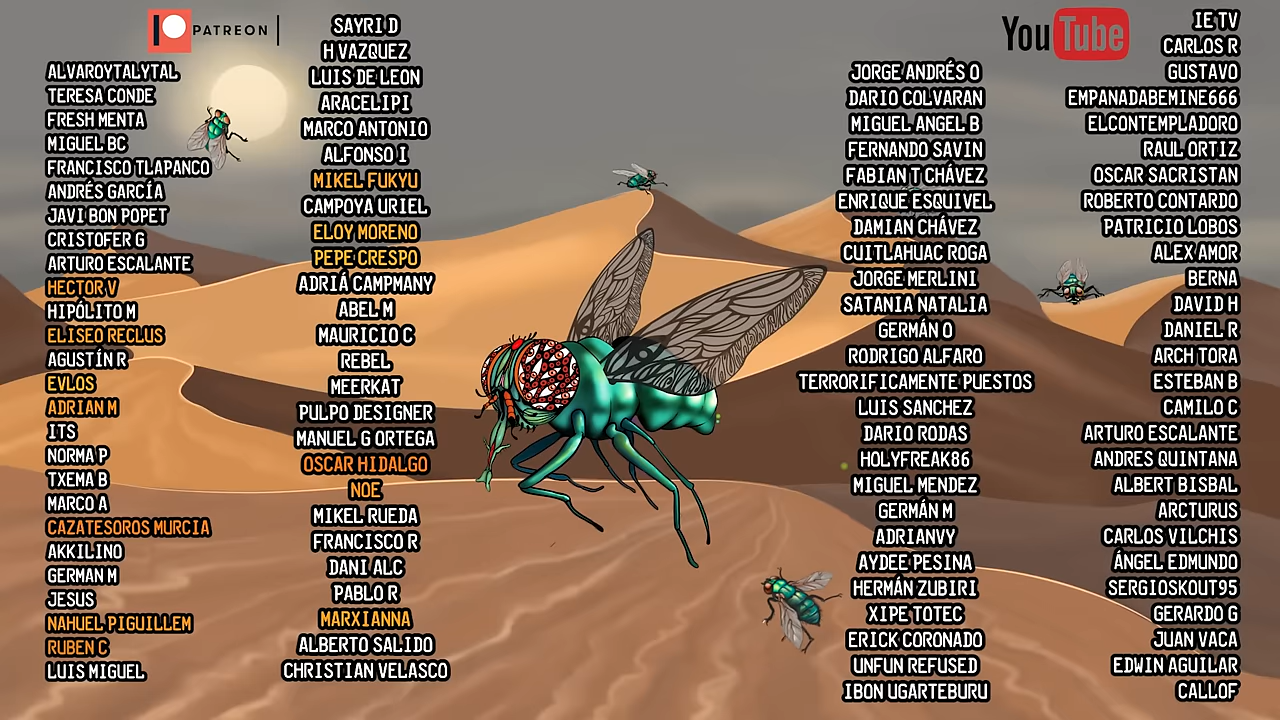 PATREON
ALVAROYTALYTAL
TERESA CONDE
FRESH MENTA
MIGUEL BC
FRANCISCO TLAPANCO
ANDRÉS GARCÍA
JAVI BON POPET
CRISTOFER G
ARTURO ESCALANTE
HECTOR V
HIPÓLITO M
ELISEO RECLUS
AGUSTÍN R
EVLOS
ADRIAN M
ITS
NORMA P
TXEMA B
MARCO A
CAZATESOROS MURCIA
AKKILINO
GERMAN M
JESUS
NAHUEL PIGUILLEM
RUBEN C
LUIS MIGUEL
SAYRI D
H VAZQUEZ
LUIS DE LEON
ARACELIPI
MARCO ANTONIO
ALFONSO I
MIKEL FUKYU
CAMPOYA URIEL
ELOY MORENO
PEPE CRESPO
ADRIÁ CAMPMANY
ABEL M
MAURICIO C
REBEL
MEERKAT
PULPO DESIGNER
MANUEL G ORTEGA
OSCAR HIDALGO
NOE
MIKEL RUEDA
FRANCISCO R
DANI ALC
PABLO R
MARXIANNA
ALBERTO SALIDO
CHRISTIAN VELASCO
YouTube
JORGE ANDRÉS O
DARIO COLVARAN
MIGUEL ANGEL B
FERNANDO SAVIN
FABIAN T CHÁVEZ
ENRIQUE ESQUIVEL
DAMIAN CHÁVEZ
CUITLAHUAC ROGA
JORGE MERLINI
SATANIA NATALIA
GERMÁN O
RODRIGO ALFARO
TERRORIFICAMENTE PUESTOS
LUIS SANCHEZ
DARIO RODAS
HOLYFREAK86
MIGUEL MENDEZ
GERMÁN M
ADRIANVY
AYDEE PESINA
HERMÁN ZUBIRI
XIPE TOTEC
ERICK CORONADO
UNFUN REFUSED
IBON UGARTEBURU
IE TV
CARLOS R
GUSTAVO
EMPANADABEMINE666
ELCONTEMPLADORO
RAUL ORTIZ
OSCAR SACRISTAN
ROBERTO CONTARDO
PATRICIO LOBOS
ALEX AMOR
BERNA
DAVID H
DANIEL R
ARCH TORA
ESTEBAN B
CAMILO C
ARTURO ESCALANTE
ANDRES QUINTANA
ALBERT BISBAL
ARCTURUS
CARLOS VILCHIS
ÁNGEL EDMUNDO
SERGIOSKOUT95
GERARDO G
JUAN VACA
EDWIN AGUILAR
CALLOF